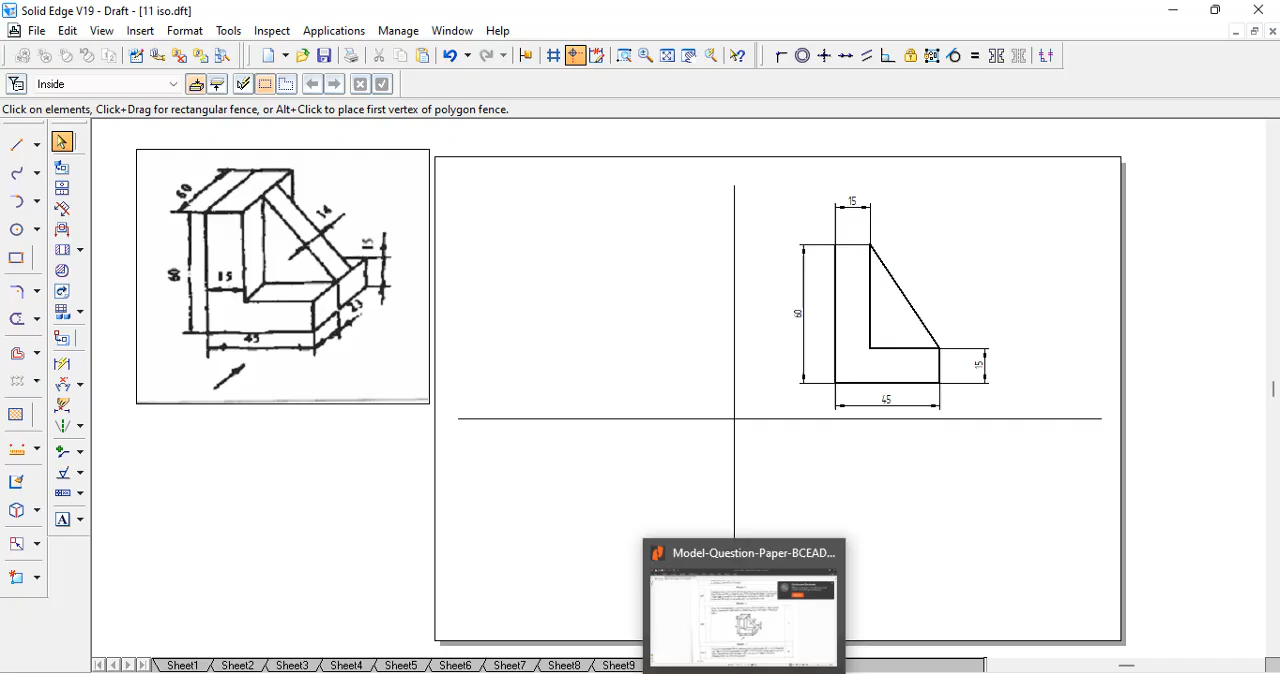 Solid Edge V19 - Draft - [11 iso.dft]
File Edit View Insert Format Tools Inspect Applications Manage Window Help
Inside
Click on elements, Click+Drag for rectangular fence, or Alt+Click to place first vertex of polygon fence.
60
14
15
60
15
23
45
15
60
15
45
Model-Question-Paper-BCEAD...
A
Sheet1 Sheet2 Sheet4 Sheet5 Sheet7 Sheet8 Sheet9